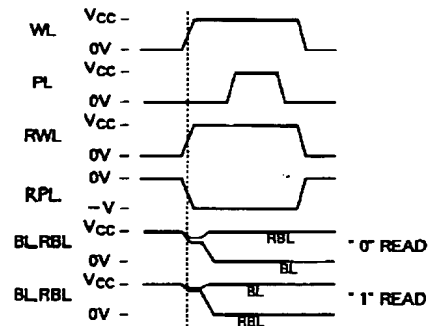 WL VCC
0V
PL VCC
0V
RWL VCC
0V
RPL 0V
-V
BL,RBL VCC RBL
0V BL "0" READ
BL,RBL VCC BL
0V RBL "1" READ